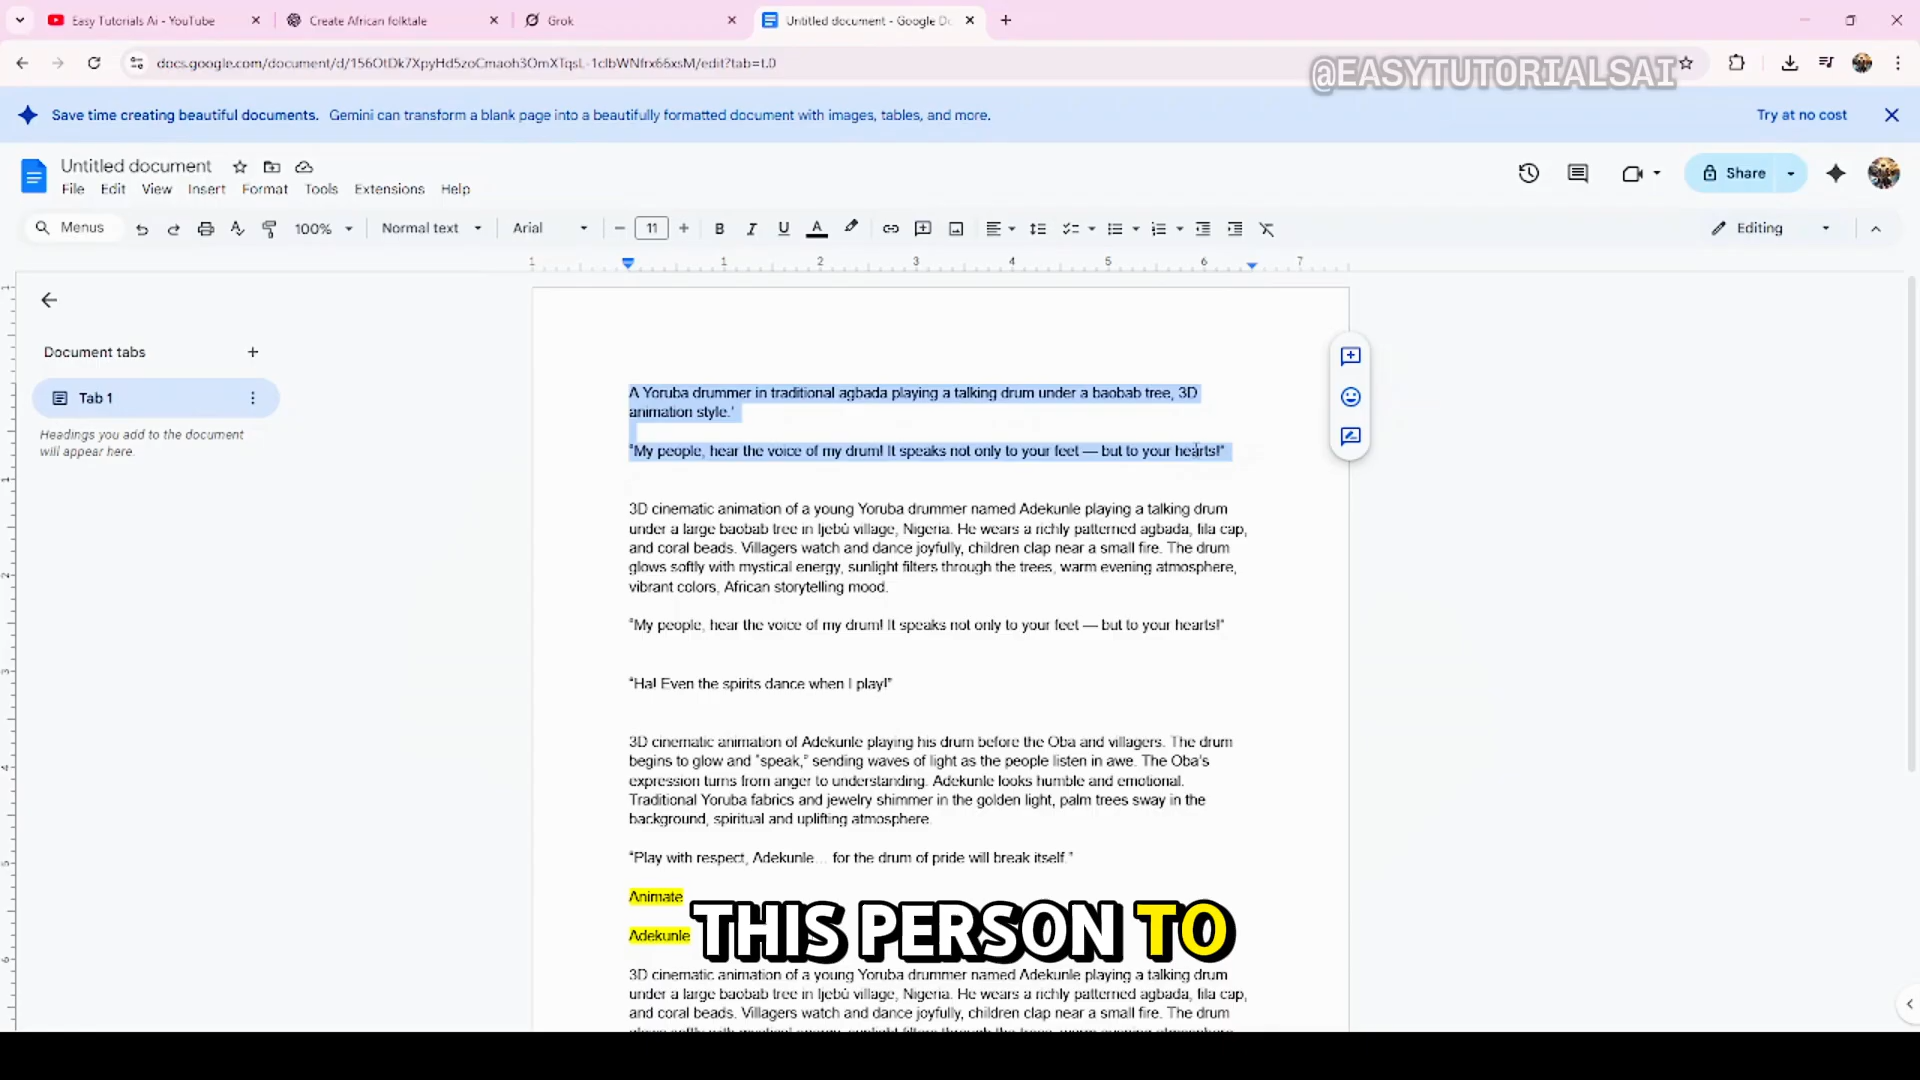 Easy Tutorials Ai - YouTube
Create African folktale
Grok
Untitled document - Google Do
docs.google.com/document/d/156OtDk7XpyHd5zoCmaoh3OmXTqsL-1clbWNfrx66xsM/edit?tab=t.0
@EASYTUTORIALSAI
Save time creating beautiful documents. Gemini can transform a blank page into a beautifully formatted document with images, tables, and more.
Try at no cost
Untitled document
File Edit View Insert Format Tools Extensions Help
Share
Menus
100%
Normal text
Arial
11
B I U A
Editing
1 1 2 3 4 5 6 7
Document tabs
Tab 1
Headings you add to the document
will appear here.
A Yoruba drummer in traditional agbada playing a talking drum under a baobab tree, 3D
animation style.'
"My people, hear the voice of my drum! It speaks not only to your feet — but to your hearts!"
3D cinematic animation of a young Yoruba drummer named Adekunle playing a talking drum
under a large baobab tree in Ijebú village, Nigeria. He wears a richly patterned agbada, fila cap,
and coral beads. Villagers watch and dance joyfully, children clap near a small fire. The drum
glows softly with mystical energy, sunlight filters through the trees, warm evening atmosphere,
vibrant colors, African storytelling mood.
"My people, hear the voice of my drum! It speaks not only to your feet — but to your hearts!"
"Ha! Even the spirits dance when I play!"
3D cinematic animation of Adekunle playing his drum before the Oba and villagers. The drum
begins to glow and "speak," sending waves of light as the people listen in awe. The Oba's
expression turns from anger to understanding. Adekunle looks humble and emotional.
Traditional Yoruba fabrics and jewelry shimmer in the golden light, palm trees sway in the
background, spiritual and uplifting atmosphere.
"Play with respect, Adekunle... for the drum of pride will break itself."
Animate
THIS PERSON TO
Adekunle
3D cinematic animation of a young Yoruba drummer named Adekunle playing a talking drum
under a large baobab tree in Ijebú village, Nigeria. He wears a richly patterned agbada, fila cap,
and coral beads. Villagers watch and dance joyfully, children clap near a small fire. The drum